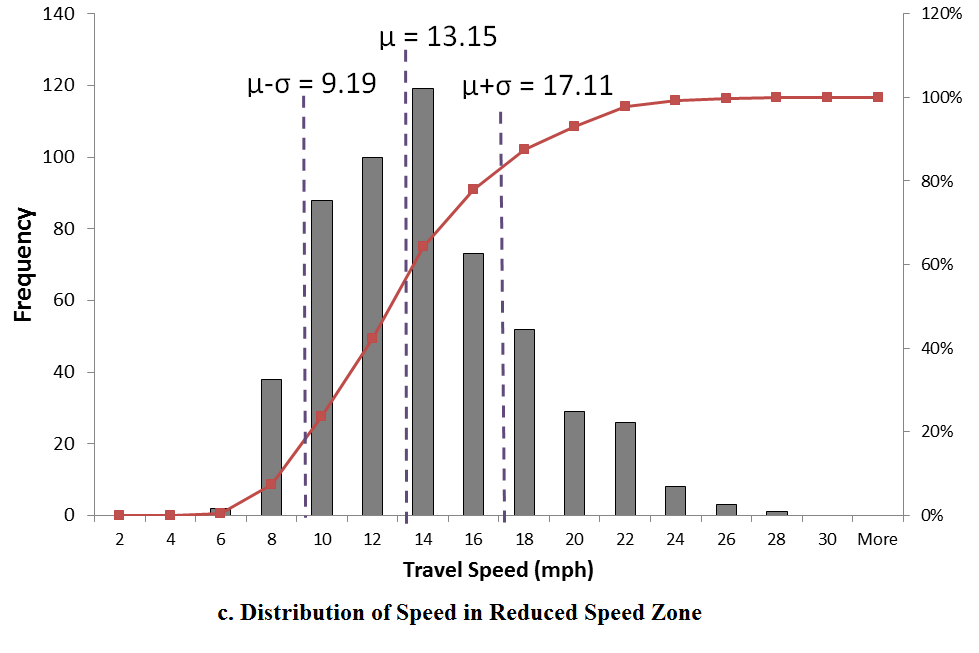 140
120
100
80
60
40
20
0
Frequency
μ = 13.15
μ-σ = 9.19
μ+σ = 17.11
120%
100%
80%
60%
40%
20%
0%
2 4 6 8 10 12 14 16 18 20 22 24 26 28 30 More
Travel Speed (mph)
c. Distribution of Speed in Reduced Speed Zone